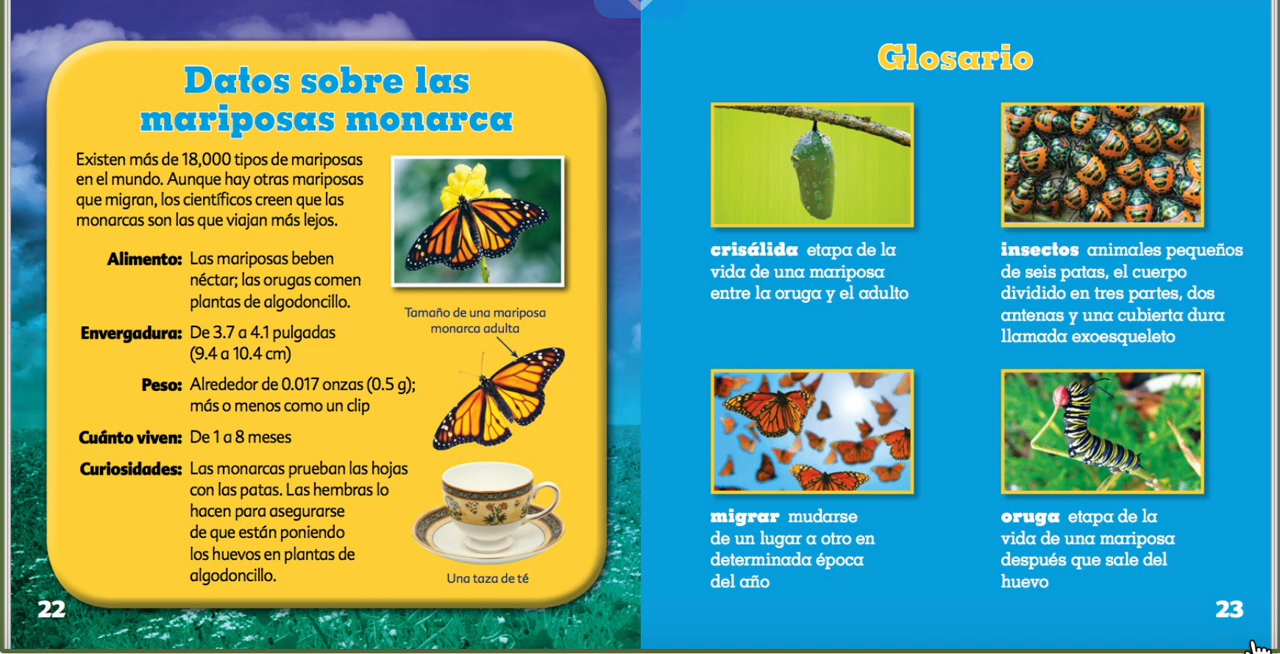 Datos sobre las
mariposas monarca
Existen más de 18,000 tipos de mariposas
en el mundo. Aunque hay otras mariposas
que migran, los científicos creen que las
monarcas son las que viajan más lejos.
Alimento: Las mariposas beben
néctar; las orugas comen
plantas de algodoncillo.
Envergadura: De 3.7 a 4.1 pulgadas
(9.4 a 10.4 cm)
Peso: Alrededor de 0.017 onzas (0.5 g);
más o menos como un clip
Cuánto viven: De 1 a 8 meses
Curiosidades: Las monarcas prueban las hojas
con las patas. Las hembras lo
hacen para asegurarse
de que están poniendo
los huevos en plantas de
algodoncillo.
Tamaño de una mariposa
monarca adulta
Una taza de té
22
Glosario
crisálida etapa de la
vida de una mariposa
entre la oruga y el adulto
insectos animales pequeños
de seis patas, el cuerpo
dividido en tres partes, dos
antenas y una cubierta dura
llamada exoesqueleto
migrar mudarse
de un lugar a otro en
determinada época
del año
oruga etapa de la
vida de una mariposa
después que sale del
huevo
23